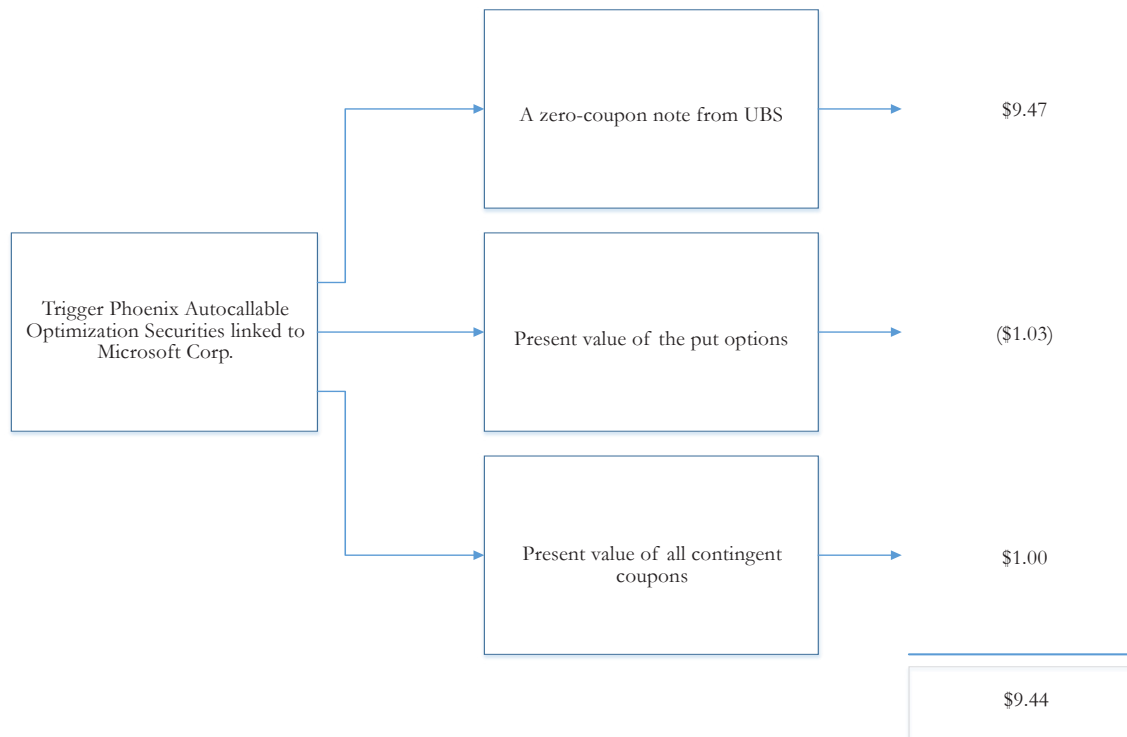 A zero-coupon note from UBS
$9.47
Trigger Phoenix Autocallable
Optimization Securities linked to
Microsoft Corp.
Present value of the put options
($1.03)
Present value of all contingent
coupons
$1.00
$9.44